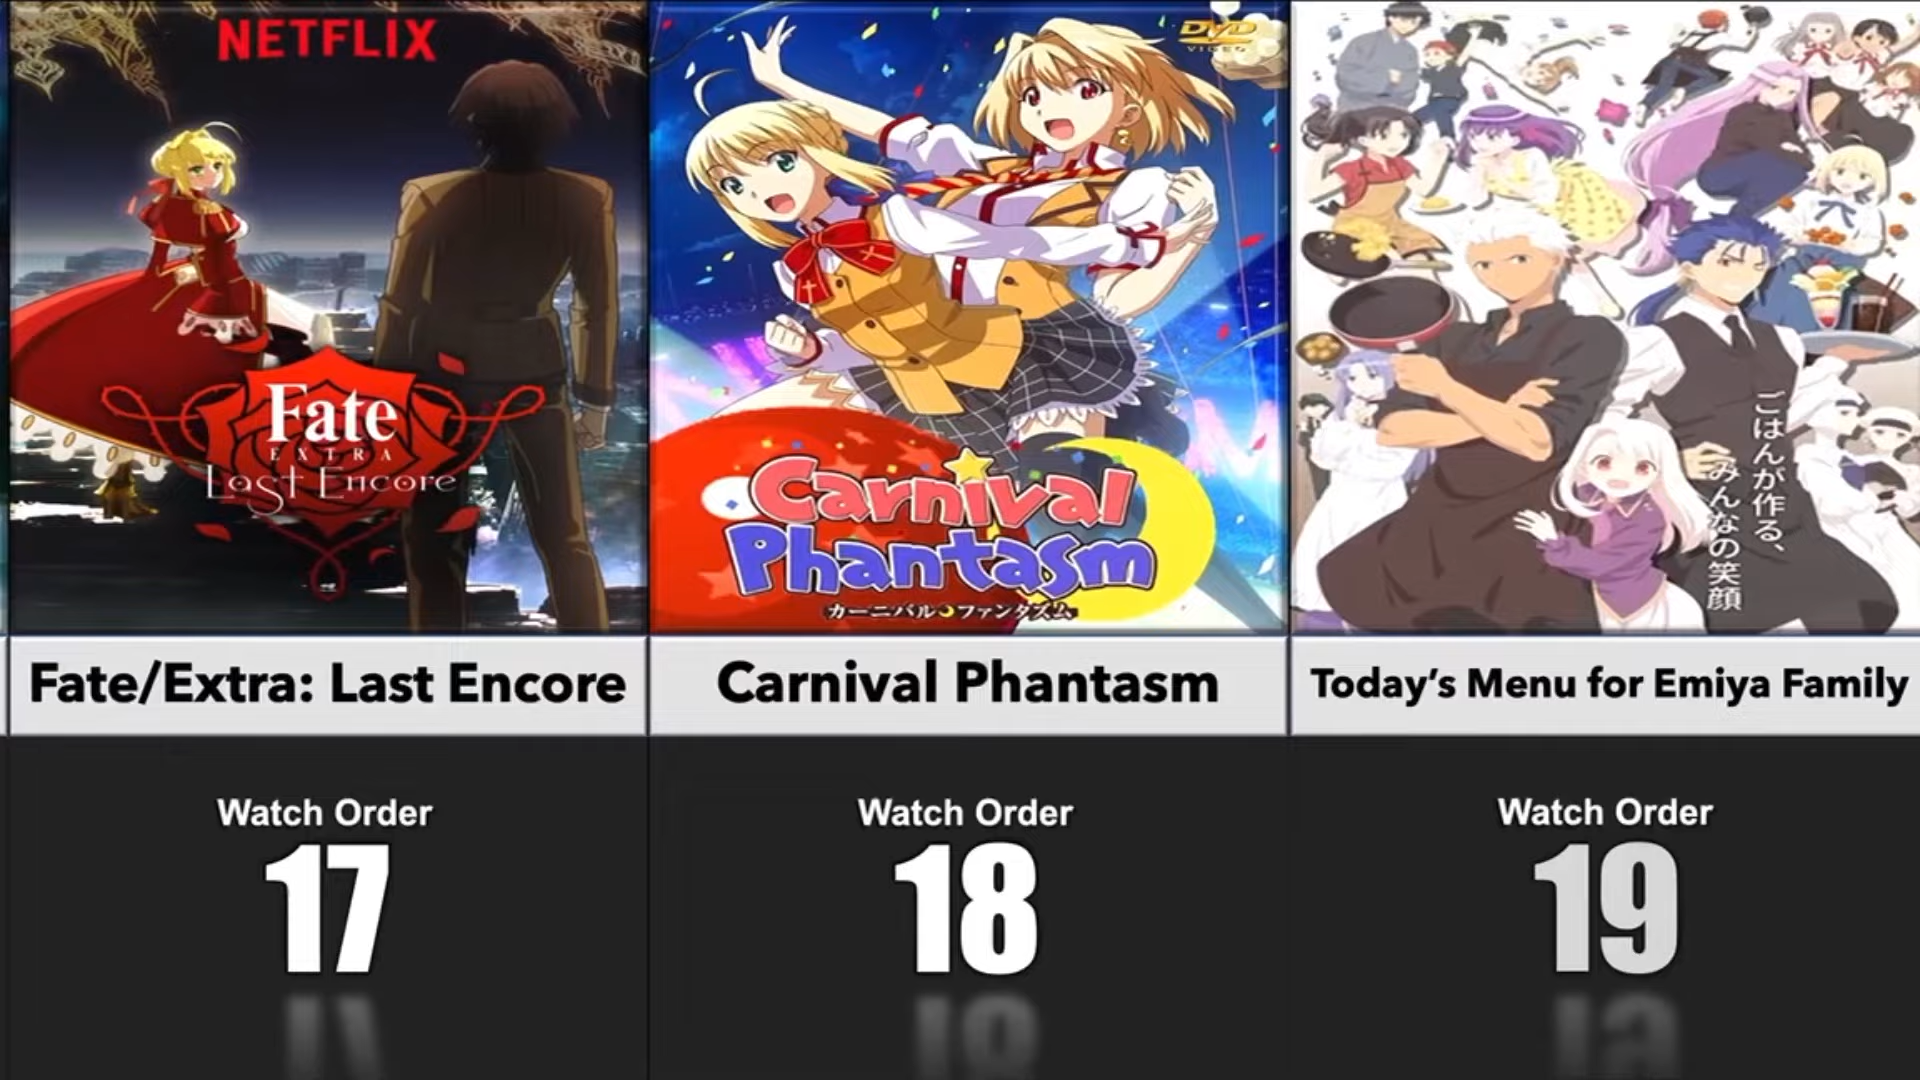 NETFLIX
Fate
EXTRA
Last Encore
Fate/Extra: Last Encore
Watch Order
17
DVD
VIDEO
Carnival
Phantasm
カーニバル ファンタズム
Carnival Phantasm
Watch Order
18
ごはんが作る、
みんなの笑顔
Today's Menu for Emiya Family
Watch Order
19